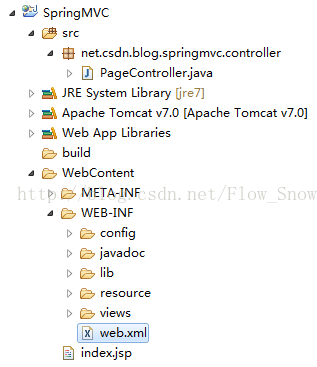 SpringMVC
src
net.csdn.blog.springmvc.controller
PageController.java
JRE System Library [jre7]
Apache Tomcat v7.0 [Apache Tomcat v7.0]
Web App Libraries
build
WebContent
META-INF
http://blog.csdn.net/Flow_Snow
WEB-INF
config
javadoc
lib
resource
views
web.xml
index.jsp